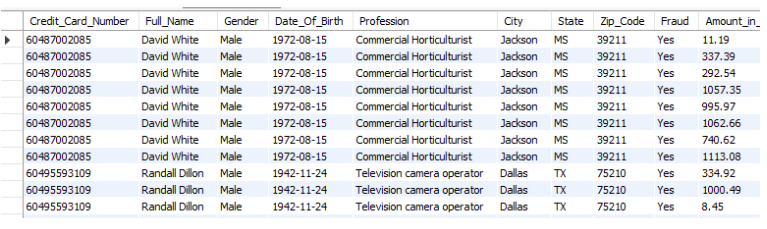 Credit_Card_Number Full_Name Gender Date_Of_Birth Profession City State Zip_Code Fraud Amount_in_
60487002085 David White Male 1972-08-15 Commercial Horticulturist Jackson MS 39211 Yes 11.19
60487002085 David White Male 1972-08-15 Commercial Horticulturist Jackson MS 39211 Yes 337.39
60487002085 David White Male 1972-08-15 Commercial Horticulturist Jackson MS 39211 Yes 292.54
60487002085 David White Male 1972-08-15 Commercial Horticulturist Jackson MS 39211 Yes 1057.35
60487002085 David White Male 1972-08-15 Commercial Horticulturist Jackson MS 39211 Yes 995.97
60487002085 David White Male 1972-08-15 Commercial Horticulturist Jackson MS 39211 Yes 1062.66
60487002085 David White Male 1972-08-15 Commercial Horticulturist Jackson MS 39211 Yes 740.62
60487002085 David White Male 1972-08-15 Commercial Horticulturist Jackson MS 39211 Yes 1113.08
60495593109 Randall Dillon Male 1942-11-24 Television camera operator Dallas TX 75210 Yes 334.92
60495593109 Randall Dillon Male 1942-11-24 Television camera operator Dallas TX 75210 Yes 1000.49
60495593109 Randall Dillon Male 1942-11-24 Television camera operator Dallas TX 75210 Yes 8.45